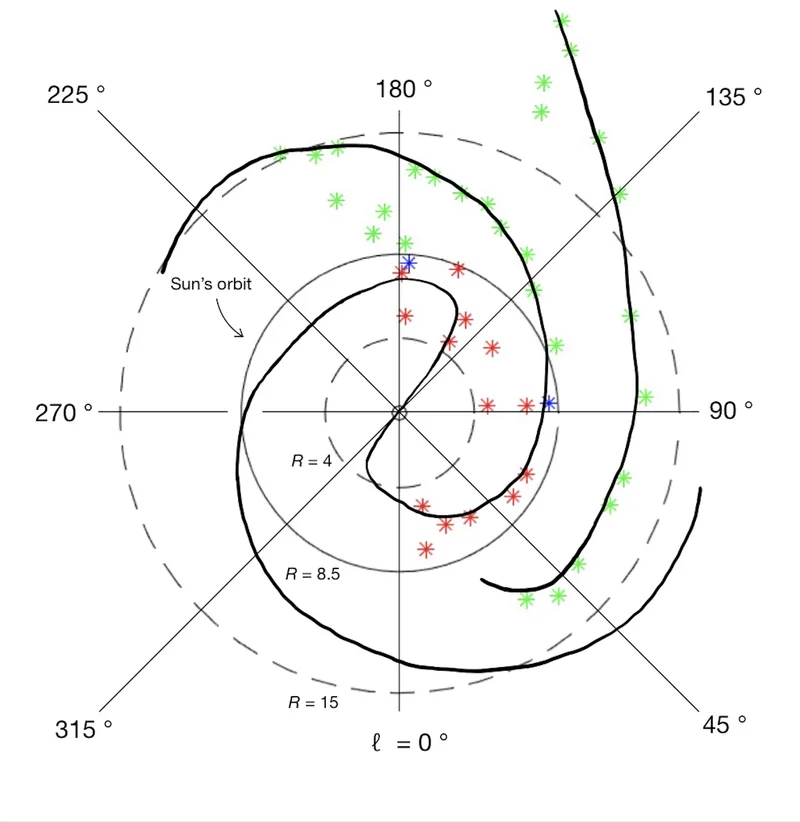 180 °
225 °
135 °
Sun's orbit
270 °
90 °
R = 4
R = 8.5
R = 15
315 °
45 °
ℓ = 0 °